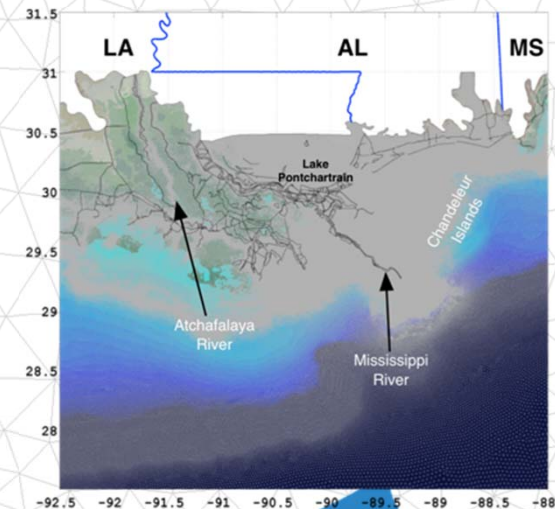 31.5
LA
AL
MS
31
30.5
Lake
Pontchartrain
30
Chandeleur
Islands
29.5
29
Atchafalaya
River
28.5
Mississippi
River
28
-92.5 -92 -91.5 -91 -90.5 -90 -89.5 -89 -88.5 -88